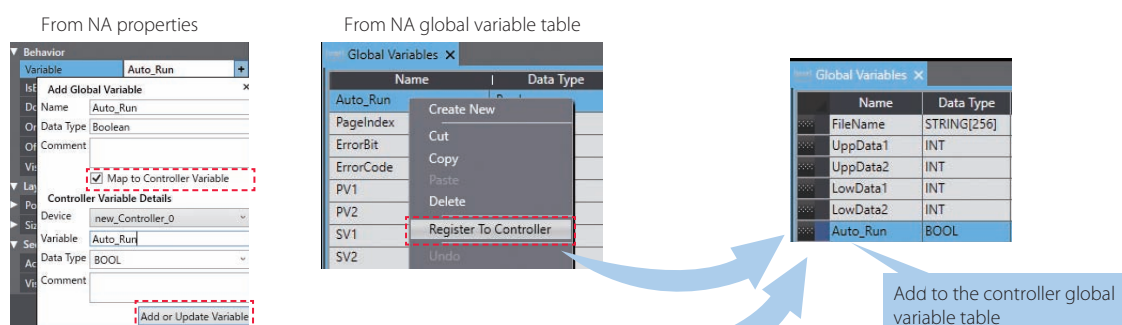 From NA properties
Behavior
Variable Auto_Run +
Add Global Variable ×
Name Auto_Run
Data Type Boolean
Comment
Map to Controller Variable
Controller Variable Details
Device new_Controller_0
Variable Auto_Run
Data Type BOOL
Comment
Add or Update Variable
From NA global variable table
Global Variables X
Name Data Type
Auto_Run
PageIndex
ErrorBit
ErrorCode
PV1
PV2
SV1
SV2
Create New
Cut
Copy
Paste
Delete
Register To Controller
Undo
Global Variables X
Name Data Type
FileName STRING[256]
UppData1 INT
UppData2 INT
LowData1 INT
LowData2 INT
Auto_Run BOOL
Add to the controller global
variable table